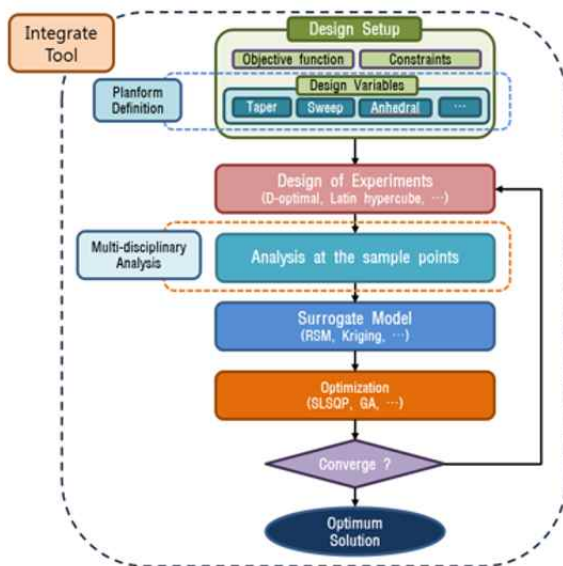 Integrate
Tool
Design Setup
Objective function
Constraints
Planform
Definition
Design Variables
Taper
Sweep
Anhedral
...
Design of Experiments
(D-optimal, Latin hypercube, ...)
Multi-disciplinary
Analysis
Analysis at the sample points
Surrogate Model
(RSM, Kriging, ...)
Optimization
(SLSQP, GA, ...)
Converge ?
Optimum
Solution